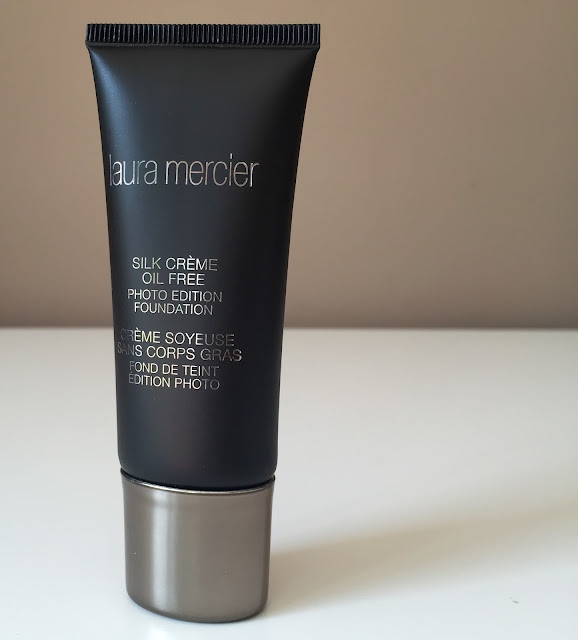 laura mercier
SILK CRÈME
OIL FREE
PHOTO EDITION
FOUNDATION
CRÈME SOYEUSE
SANS CORPS GRAS
FOND DE TEINT
EDITION PHOTO